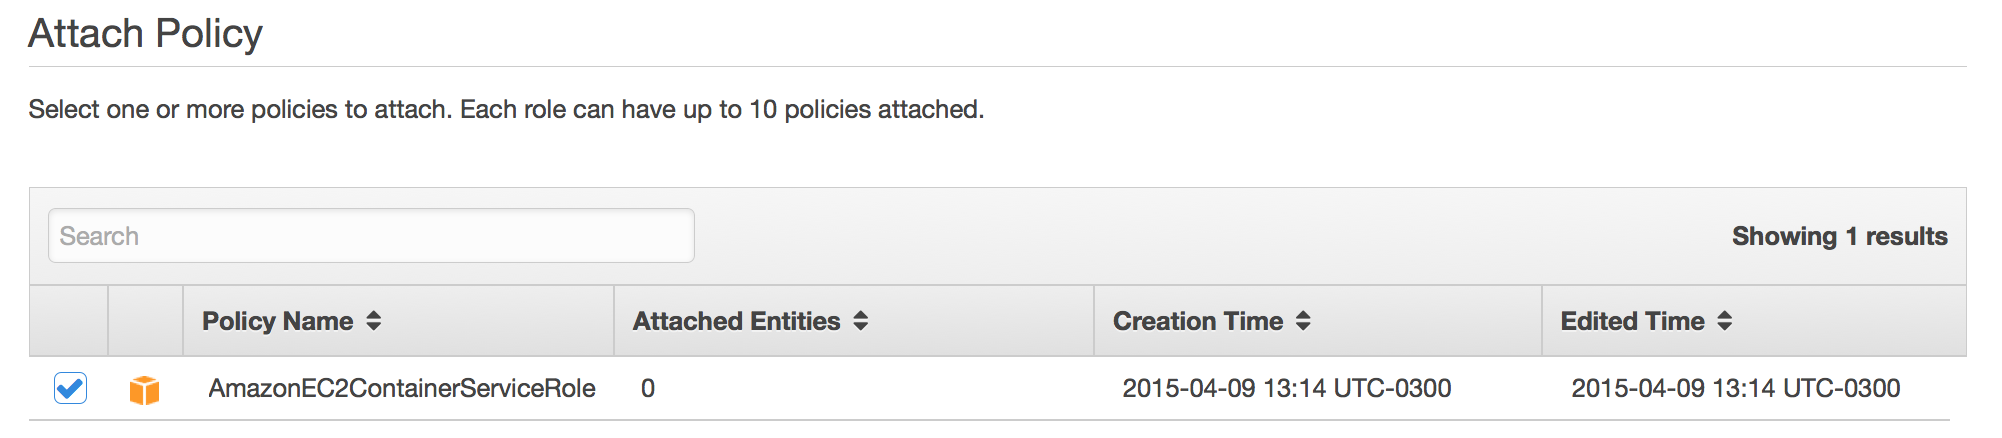 Attach Policy
Select one or more policies to attach. Each role can have up to 10 policies attached.
Search
Showing 1 results
Policy Name Attached Entities Creation Time Edited Time
AmazonEC2ContainerServiceRole 0 2015-04-09 13:14 UTC-0300 2015-04-09 13:14 UTC-0300